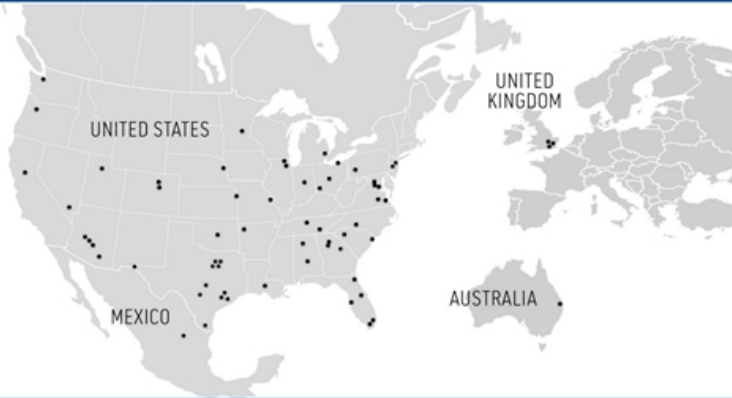 UNITED
KINGDOM
UNITED STATES
AUSTRALIA
MEXICO